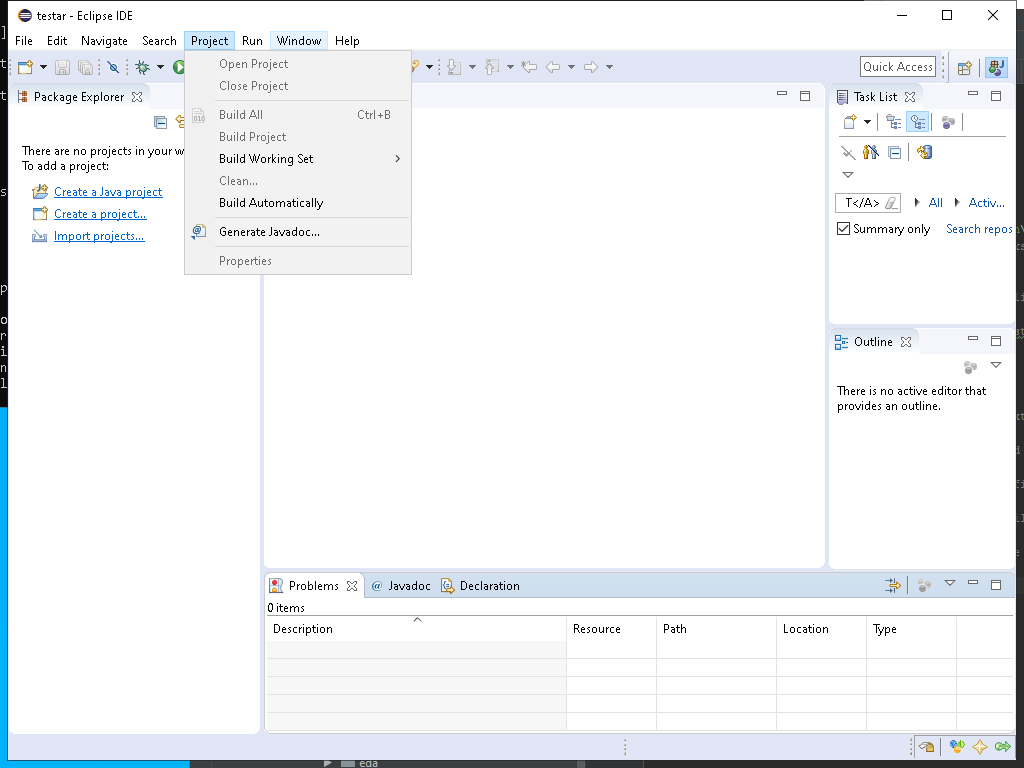 testar - Eclipse IDE
File Edit Navigate Search Project Run Window Help
Quick Access
Open Project
Close Project
Build All Ctrl+B
Build Project
Build Working Set
Clean...
Build Automatically
Generate Javadoc...
Properties
Package Explorer
There are no projects in your w
To add a project:
Create a Java project
Create a project...
Import projects...
Task List
T</A> All Activ...
Summary only Search repos
Outline
There is no active editor that
provides an outline.
Problems @ Javadoc Declaration
0 items
Description Resource Path Location Type
eda